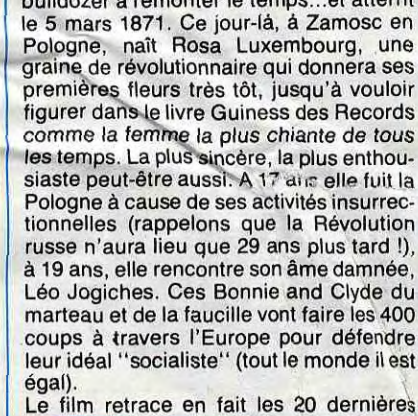 bulldozer à remonter le temps...et atterrit
le 5 mars 1871. Ce jour-là, à Zamosc en
Pologne, naît Rosa Luxembourg, une
graine de révolutionnaire qui donnera ses
premières fleurs très tôt, jusqu'à vouloir
figurer dans le livre Guiness des Records
comme la femme la plus chiante de tous
les temps. La plus sincère, la plus enthou-
siaste peut-être aussi. A 17 ans elle fuit la
Pologne à cause de ses activités insurrec-
tionnelles (rappelons que la Révolution
russe n'aura lieu que 29 ans plus tard !),
à 19 ans, elle rencontre son âme damnée,
Léo Jogiches. Ces Bonnie and Clyde du
marteau et de la faucille vont faire les 400
coups à travers l'Europe pour défendre
leur idéal "socialiste" (tout le monde il est
égal).
Le film retrace en fait les 20 dernières